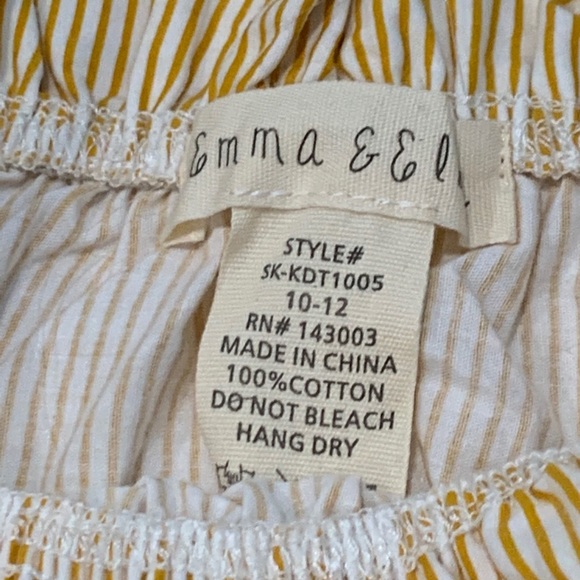 Emma & El
STYLE#
SK-KDT1005
10-12
RN# 143003
MADE IN CHINA
100%COTTON
DO NOT BLEACH
HANG DRY